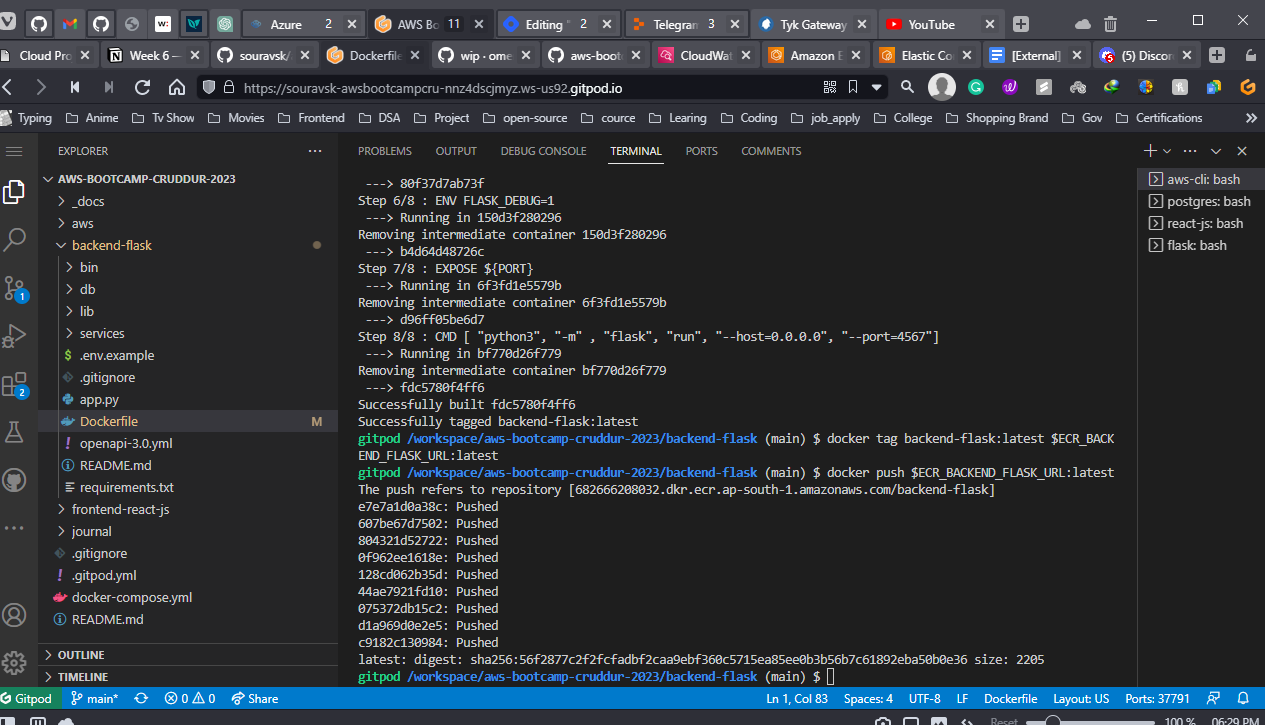 Azure 2
AWS Bo 11
Editing 2
Telegram 3
Tyk Gateway
YouTube
Cloud Pro
Week 6 —
souravsk/
Dockerfile
wip · ome
aws-boot
CloudWat
Amazon E
Elastic Co
[External]
(5) Discor
https://souravsk-awsbootcampcru-nnz4dscjmyz.ws-us92.gitpod.io
Typing
Anime
Tv Show
Movies
Frontend
DSA
Project
open-source
cource
Learing
Coding
job_apply
College
Shopping Brand
Gov
Certifications
EXPLORER
PROBLEMS
OUTPUT
DEBUG CONSOLE
TERMINAL
PORTS
COMMENTS
AWS-BOOTCAMP-CRUDDUR-2023
_docs
aws
backend-flask
bin
db
lib
services
.env.example
.gitignore
app.py
Dockerfile M
openapi-3.0.yml
README.md
requirements.txt
frontend-react-js
journal
.gitignore
.gitpod.yml
docker-compose.yml
README.md
OUTLINE
TIMELINE
1
2
---> 80f37d7ab73f
Step 6/8 : ENV FLASK_DEBUG=1
---> Running in 150d3f280296
Removing intermediate container 150d3f280296
---> b4d64d48726c
Step 7/8 : EXPOSE ${PORT}
---> Running in 6f3fd1e5579b
Removing intermediate container 6f3fd1e5579b
---> d96ff05be6d7
Step 8/8 : CMD [ "python3", "-m" , "flask", "run", "--host=0.0.0.0", "--port=4567"]
---> Running in bf770d26f779
Removing intermediate container bf770d26f779
---> fdc5780f4ff6
Successfully built fdc5780f4ff6
Successfully tagged backend-flask:latest
gitpod /workspace/aws-bootcamp-cruddur-2023/backend-flask (main) $ docker tag backend-flask:latest $ECR_BACK
END_FLASK_URL:latest
gitpod /workspace/aws-bootcamp-cruddur-2023/backend-flask (main) $ docker push $ECR_BACKEND_FLASK_URL:latest
The push refers to repository [682666208032.dkr.ecr.ap-south-1.amazonaws.com/backend-flask]
e7e7a1d0a38c: Pushed
607be67d7502: Pushed
804321d52722: Pushed
0f962ee1618e: Pushed
128cd062b35d: Pushed
44ae7921fd10: Pushed
075372db15c2: Pushed
d1a969d0e2e5: Pushed
c9182c130984: Pushed
latest: digest: sha256:56f2877c2f2fcfadbf2caa9ebf360c5715ea85ee0b3b56b7c61892eba50b0e36 size: 2205
gitpod /workspace/aws-bootcamp-cruddur-2023/backend-flask (main) $
aws-cli: bash
postgres: bash
react-js: bash
flask: bash
Gitpod
main*
0
0
Share
Ln 1, Col 83
Spaces: 4
UTF-8
LF
Dockerfile
Layout: US
Ports: 37791
Reset
100 %
06:29 PM